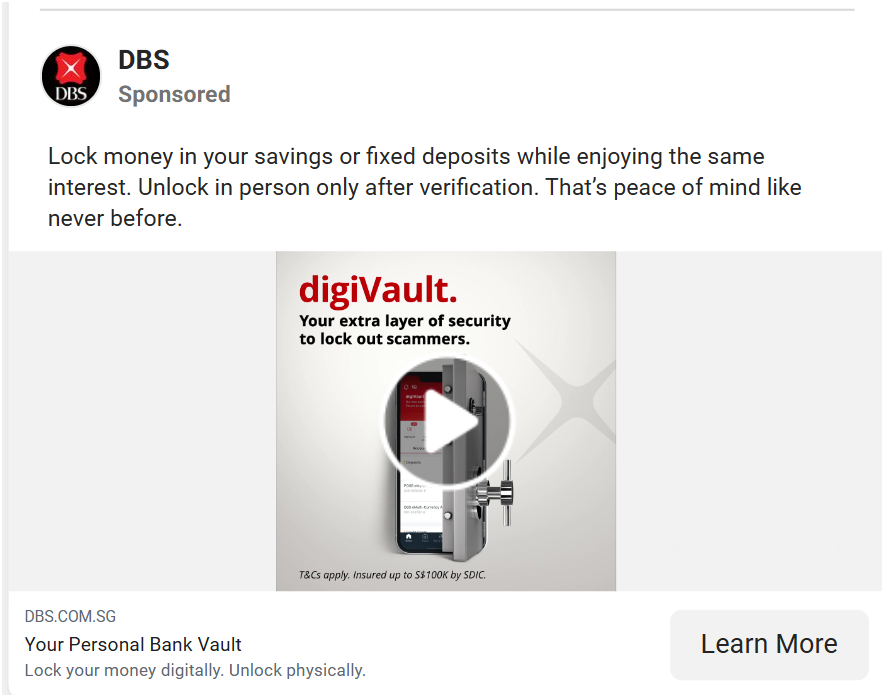 DBS
DBS
Sponsored
Lock money in your savings or fixed deposits while enjoying the same
interest. Unlock in person only after verification. That’s peace of mind like
never before.
digiVault.
Your extra layer of security
to lock out scammers.
T&Cs apply. Insured up to S$100K by SDIC.
DBS.COM.SG
Your Personal Bank Vault
Lock your money digitally. Unlock physically.
Learn More